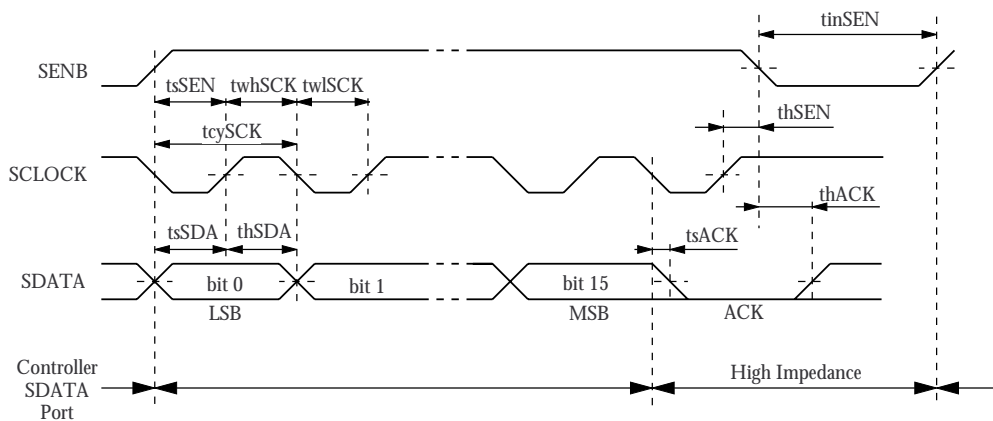 tinSEN
SENB
tsSEN twhSCK twlSCK
thSEN
tcySCK
SCLOCK
thACK
tsSDA thSDA
tsACK
SDATA
bit 0 bit 1 bit 15
LSB MSB ACK
Controller
SDATA
Port
High Impedance